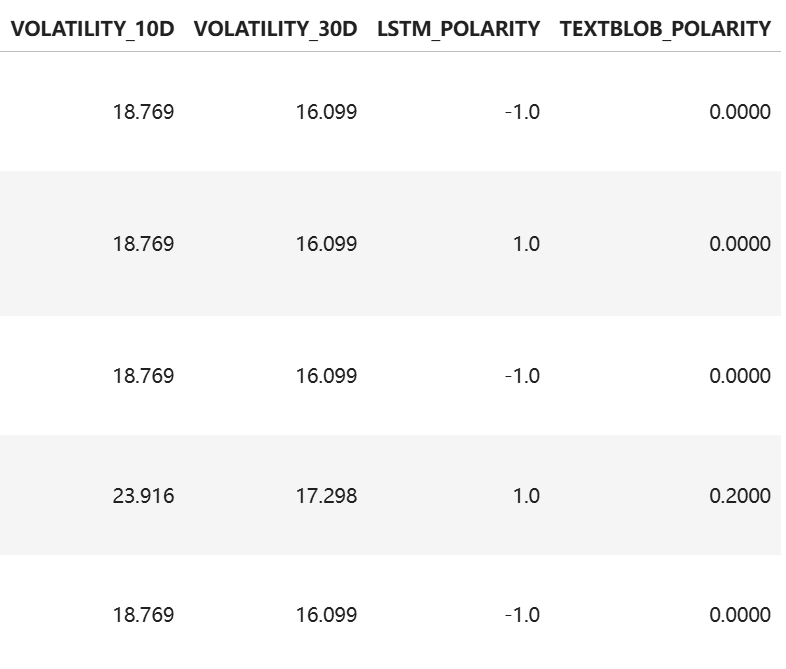 VOLATILITY_10D VOLATILITY_30D LSTM_POLARITY TEXTBLOB_POLARITY
18.769 16.099 -1.0 0.0000
18.769 16.099 1.0 0.0000
18.769 16.099 -1.0 0.0000
23.916 17.298 1.0 0.2000
18.769 16.099 -1.0 0.0000